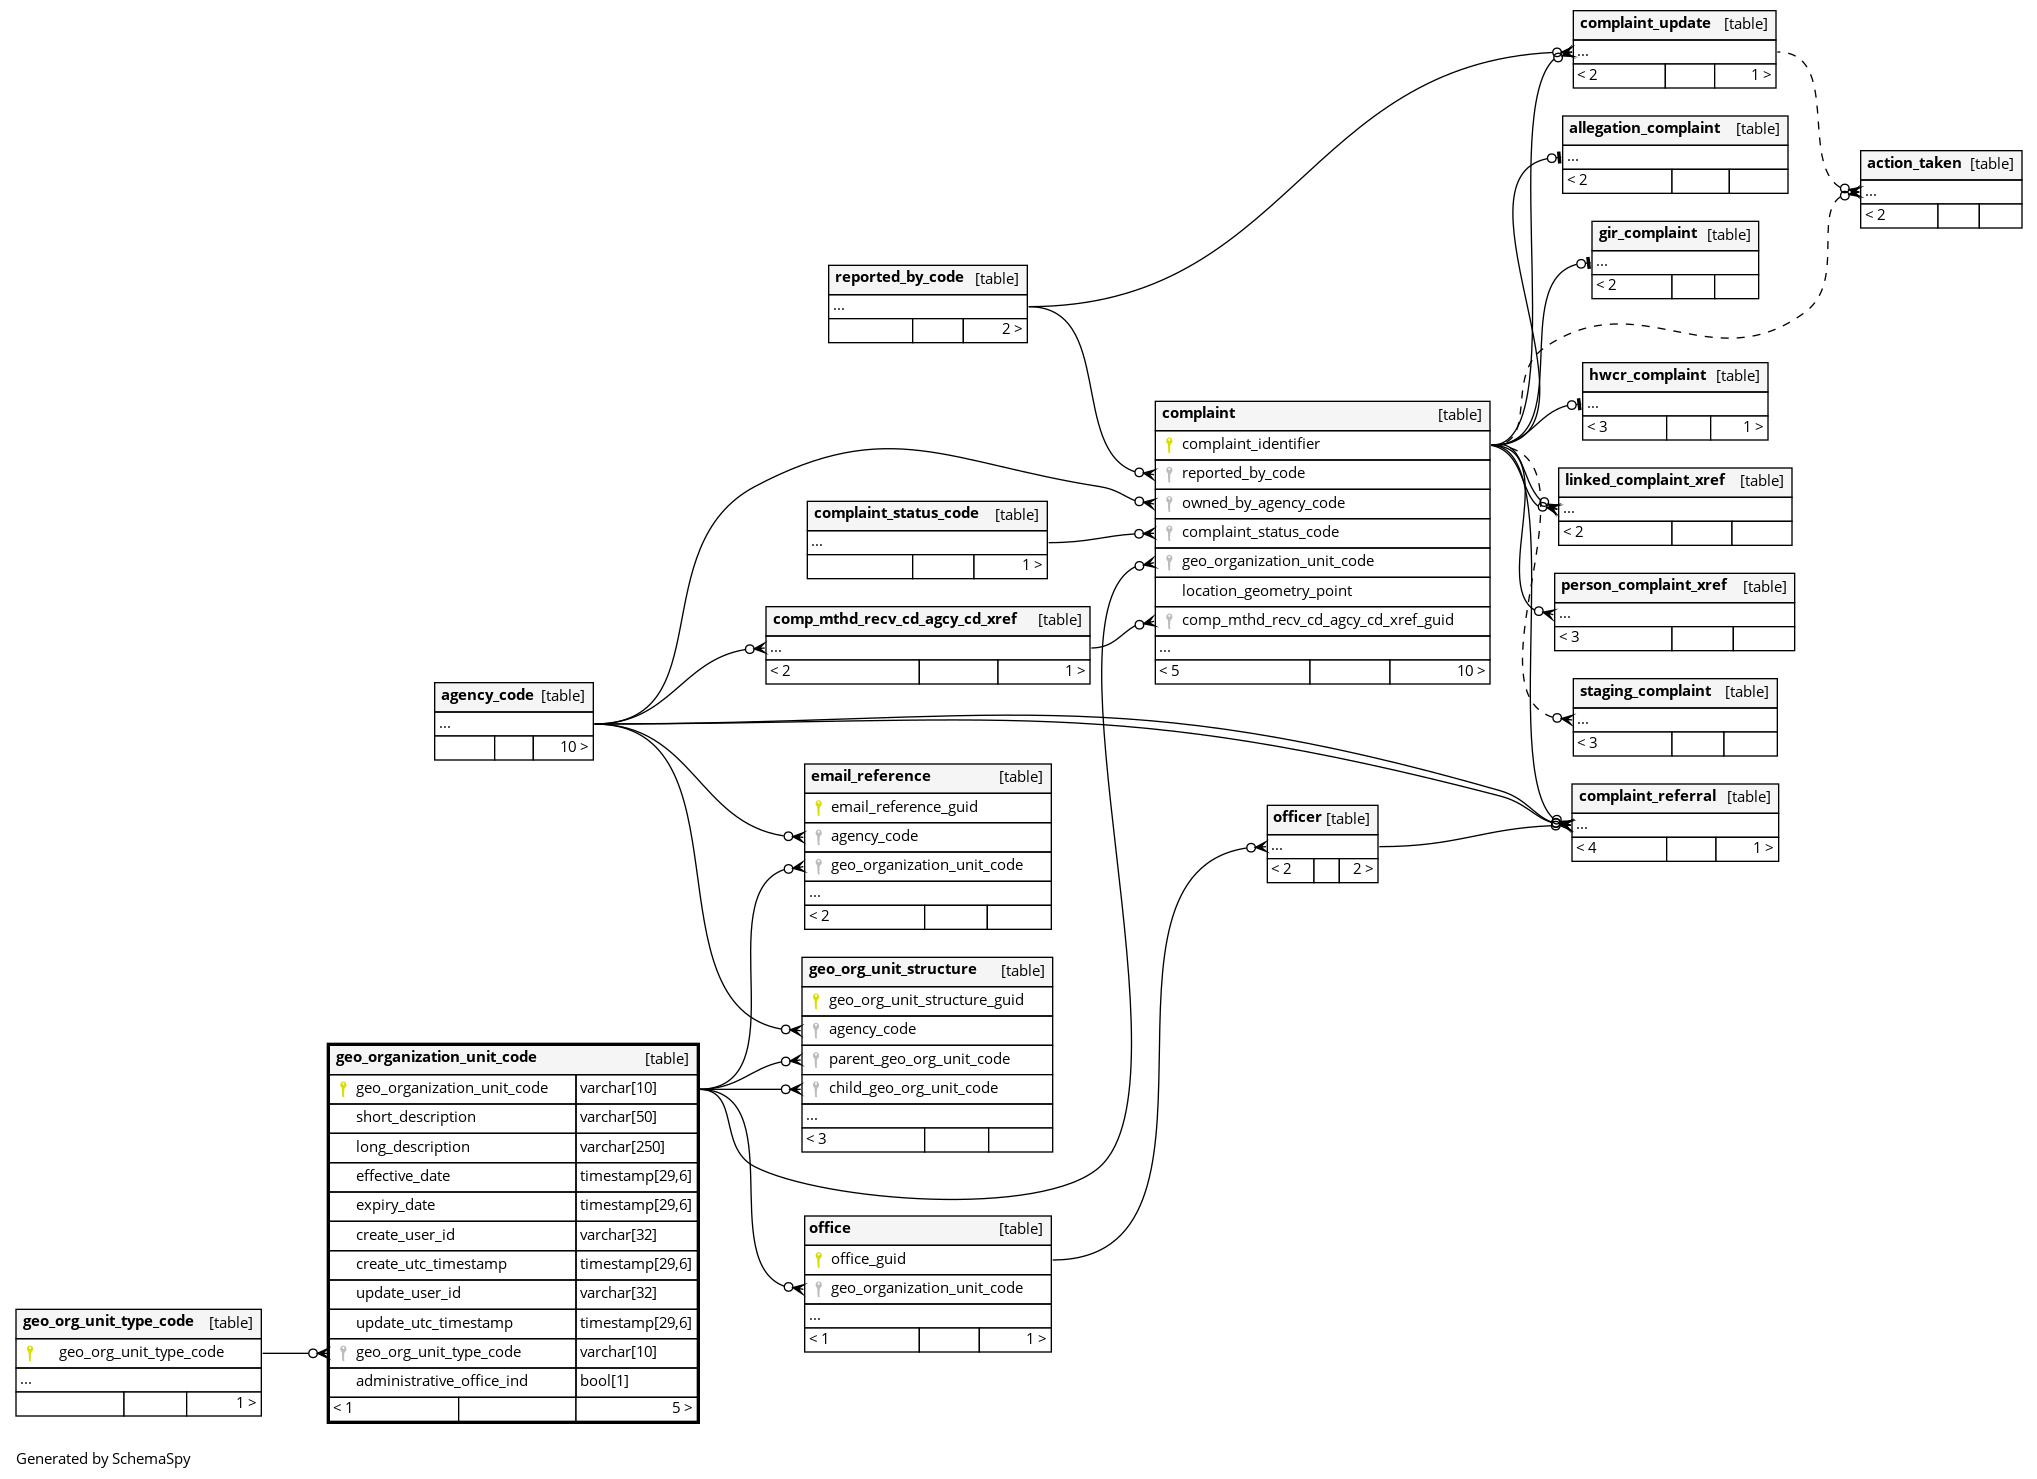 complaint_update [table]
...
< 2 1 >
allegation_complaint [table]
...
< 2
action_taken [table]
...
< 2
gir_complaint [table]
...
< 2
reported_by_code [table]
...
2 >
hwcr_complaint [table]
...
< 3 1 >
complaint [table]
complaint_identifier
reported_by_code
owned_by_agency_code
complaint_status_code
geo_organization_unit_code
location_geometry_point
comp_mthd_recv_cd_agcy_cd_xref_guid
...
< 5 10 >
linked_complaint_xref [table]
...
< 2
complaint_status_code [table]
...
1 >
person_complaint_xref [table]
...
< 3
comp_mthd_recv_cd_agcy_cd_xref [table]
...
< 2 1 >
staging_complaint [table]
...
< 3
agency_code [table]
...
10 >
email_reference [table]
email_reference_guid
agency_code
geo_organization_unit_code
...
< 2
complaint_referral [table]
...
< 4 1 >
officer [table]
...
< 2 2 >
geo_org_unit_structure [table]
geo_org_unit_structure_guid
agency_code
parent_geo_org_unit_code
child_geo_org_unit_code
...
< 3
geo_organization_unit_code [table]
geo_organization_unit_code varchar[10]
short_description varchar[50]
long_description varchar[250]
effective_date timestamp[29,6]
expiry_date timestamp[29,6]
create_user_id varchar[32]
create_utc_timestamp timestamp[29,6]
update_user_id varchar[32]
update_utc_timestamp timestamp[29,6]
geo_org_unit_type_code varchar[10]
administrative_office_ind bool[1]
< 1 5 >
office [table]
office_guid
geo_organization_unit_code
...
< 1 1 >
geo_org_unit_type_code [table]
geo_org_unit_type_code
...
1 >
Generated by SchemaSpy